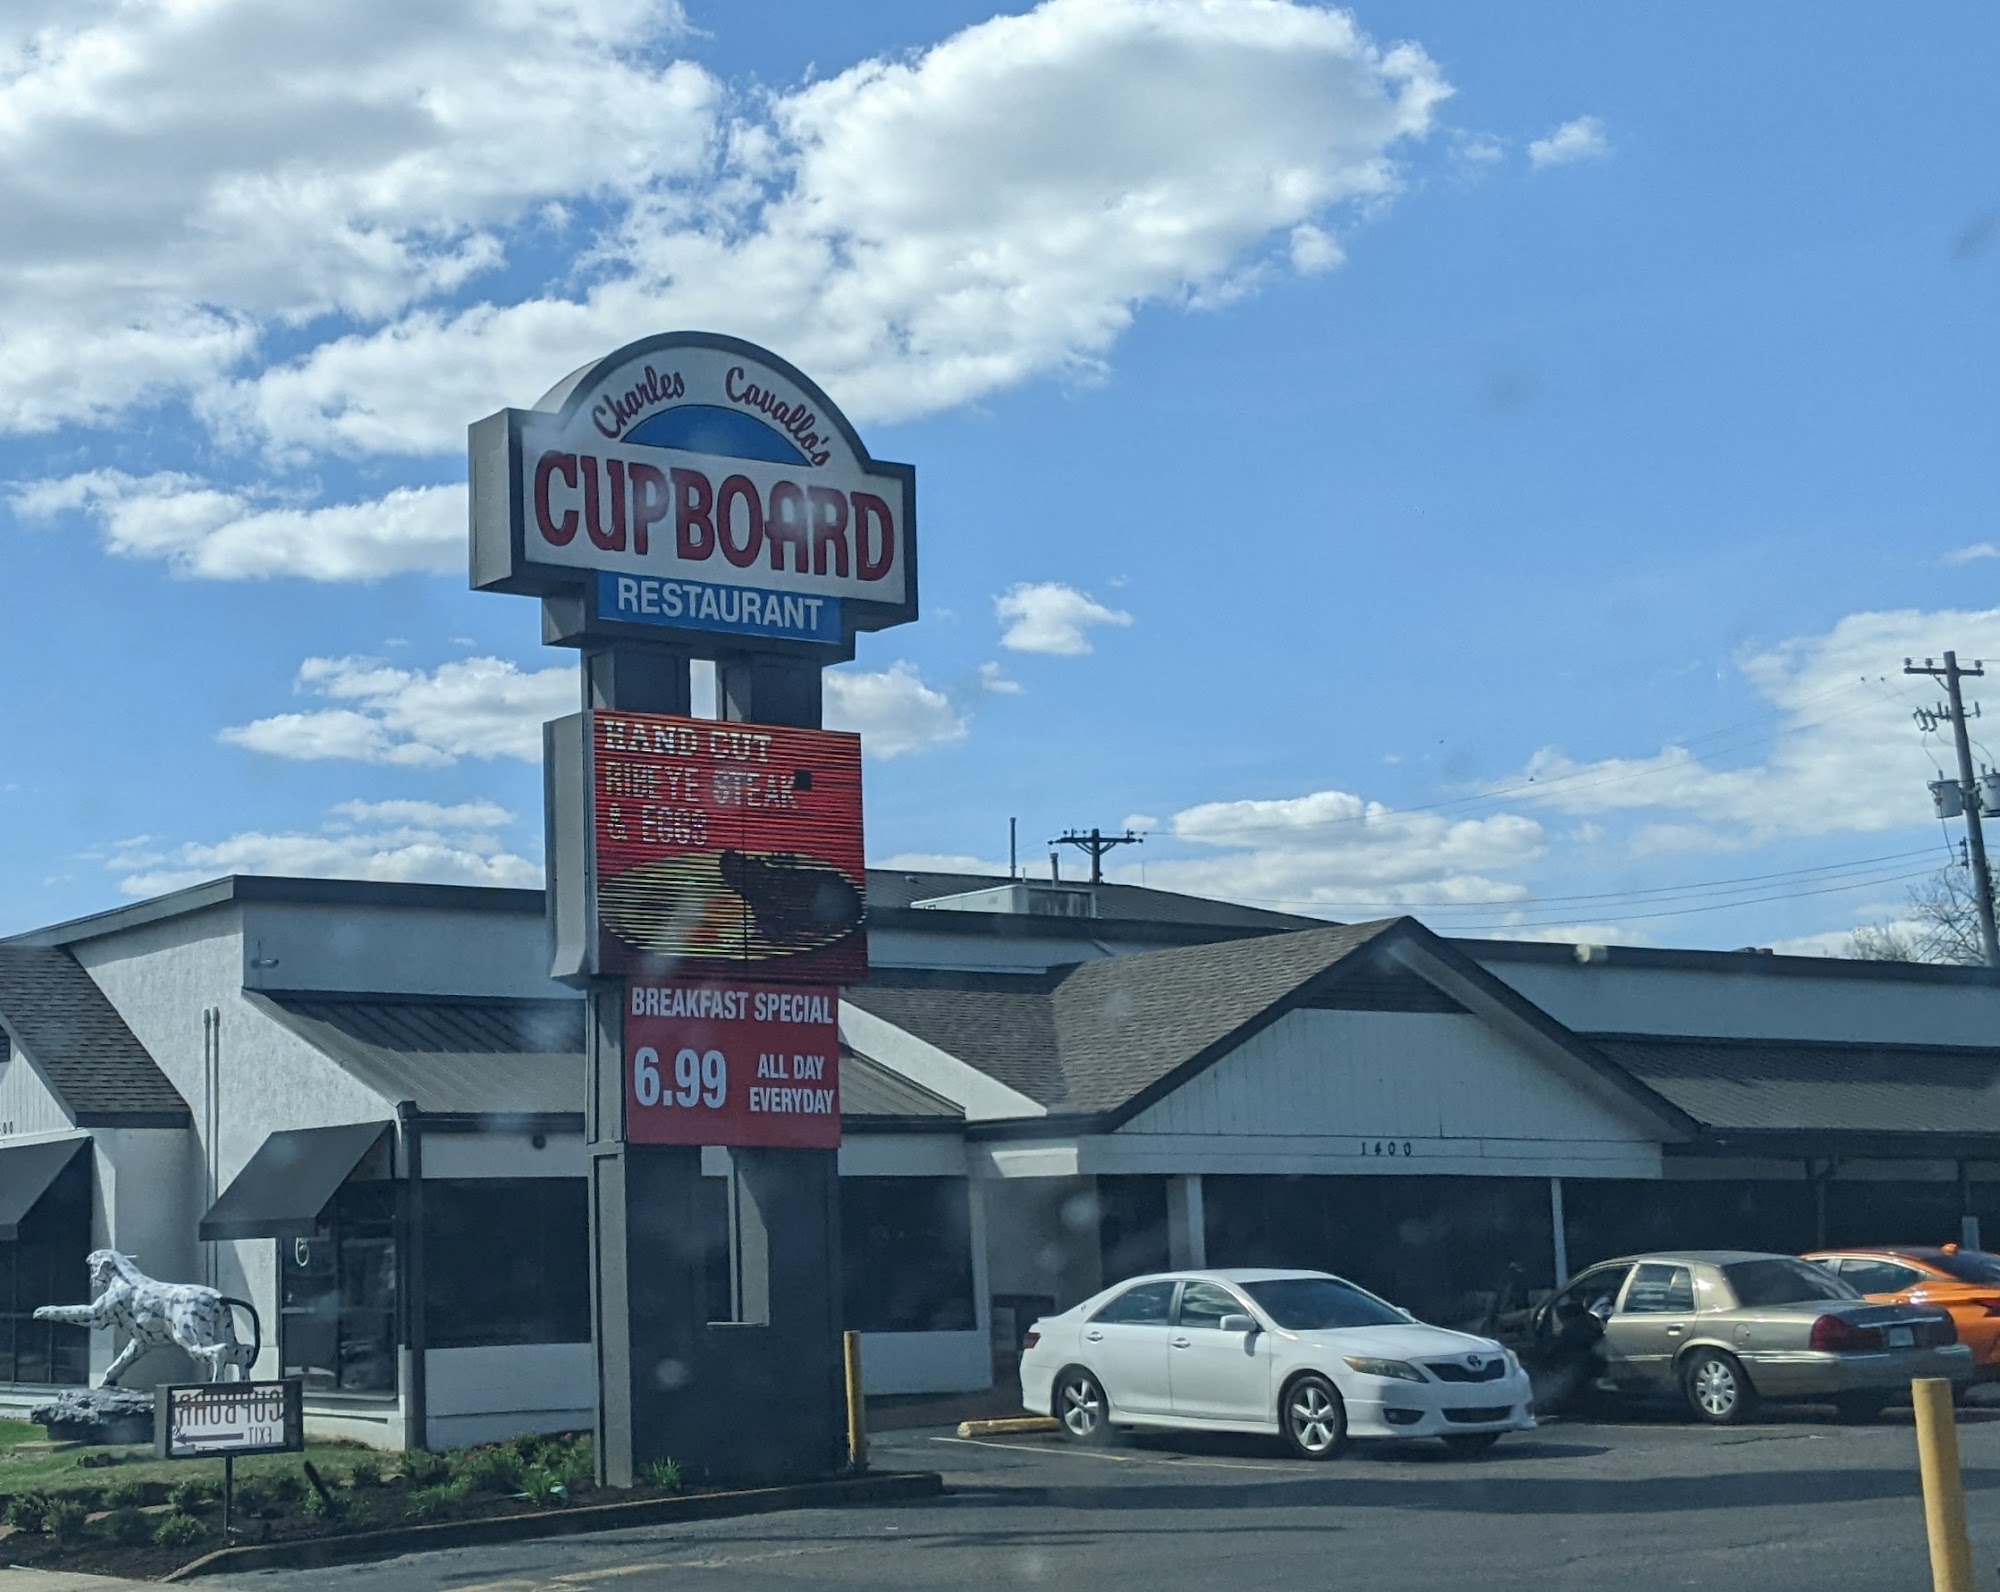 Charles Cavallo's
CUPBOARD
RESTAURANT
HAND CUT
RIBEYE STEAK
& EGGS
BREAKFAST SPECIAL
6.99
ALL DAY
EVERYDAY
1400
CUPBOARD
EXIT